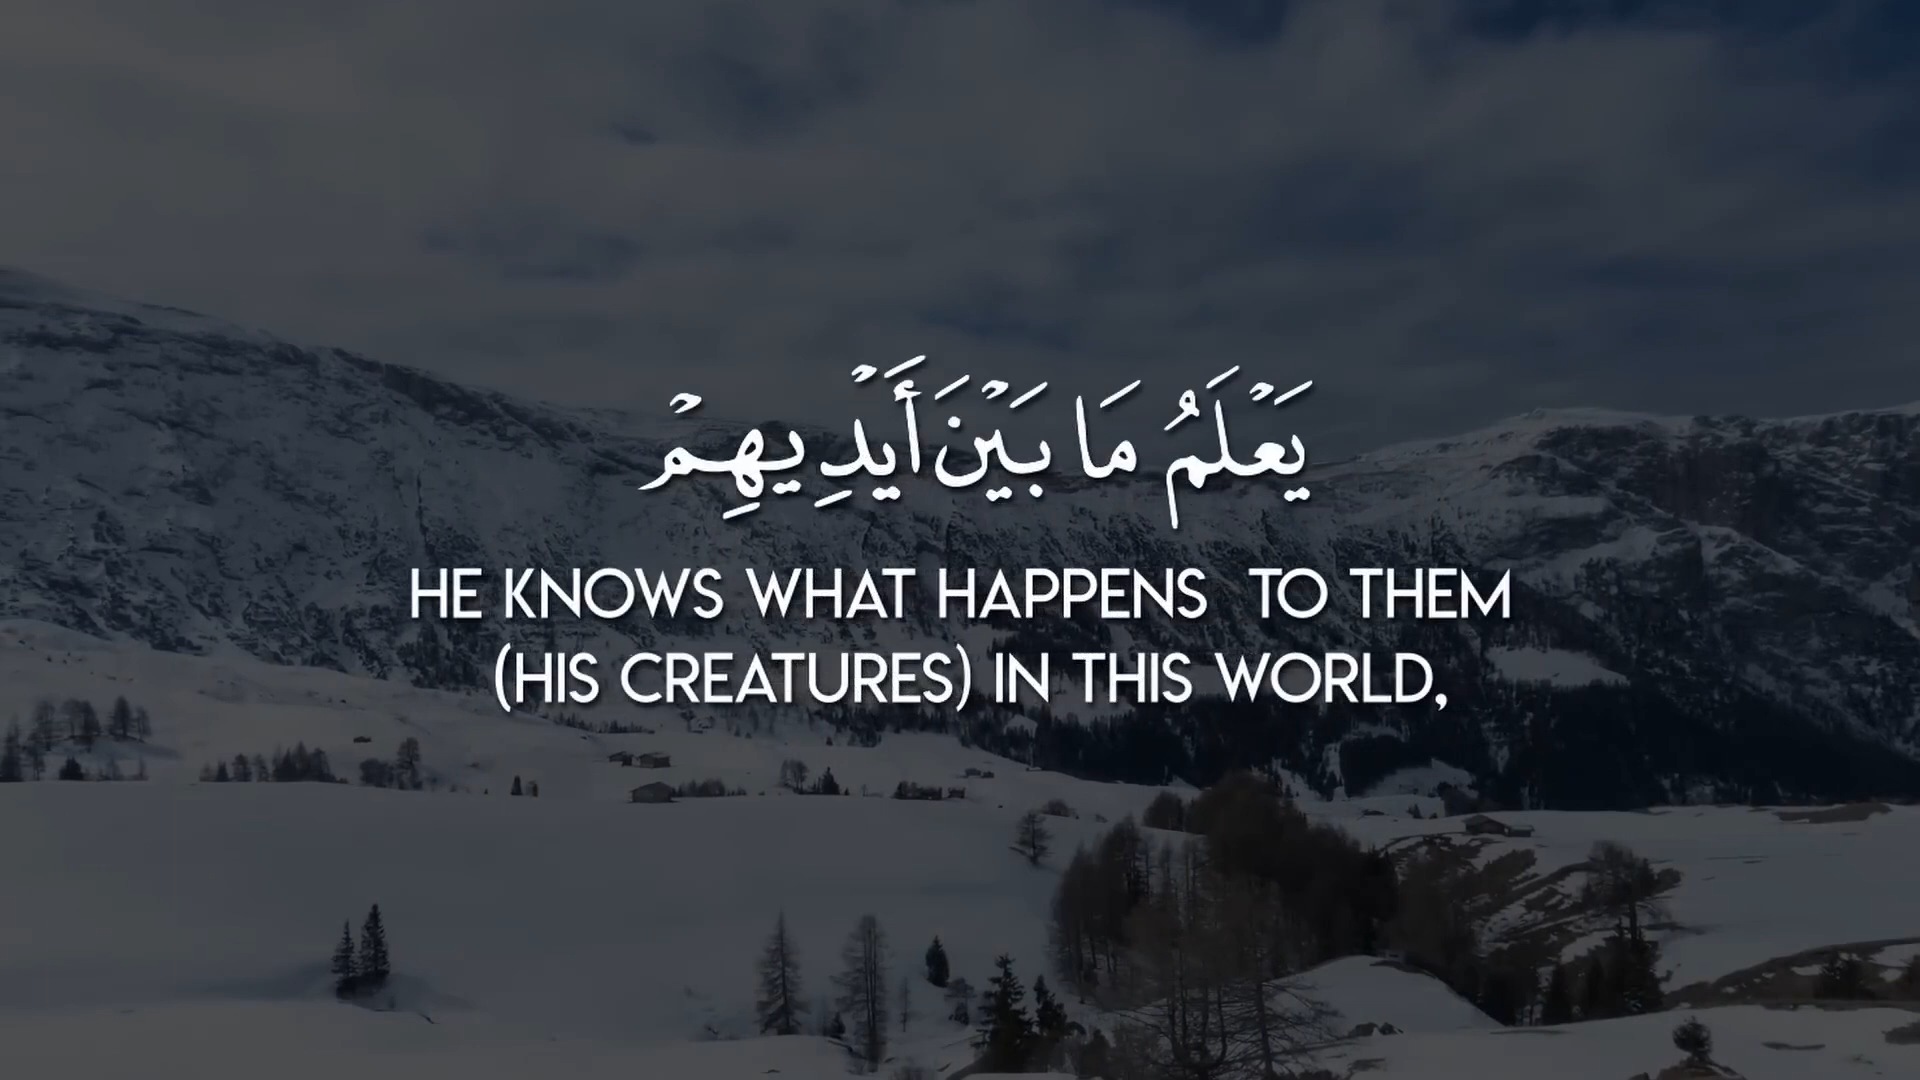 يَعْلَمُ مَا بَيْنَ أَيْدِيهِمْ
HE KNOWS WHAT HAPPENS TO THEM
(HIS CREATURES) IN THIS WORLD,